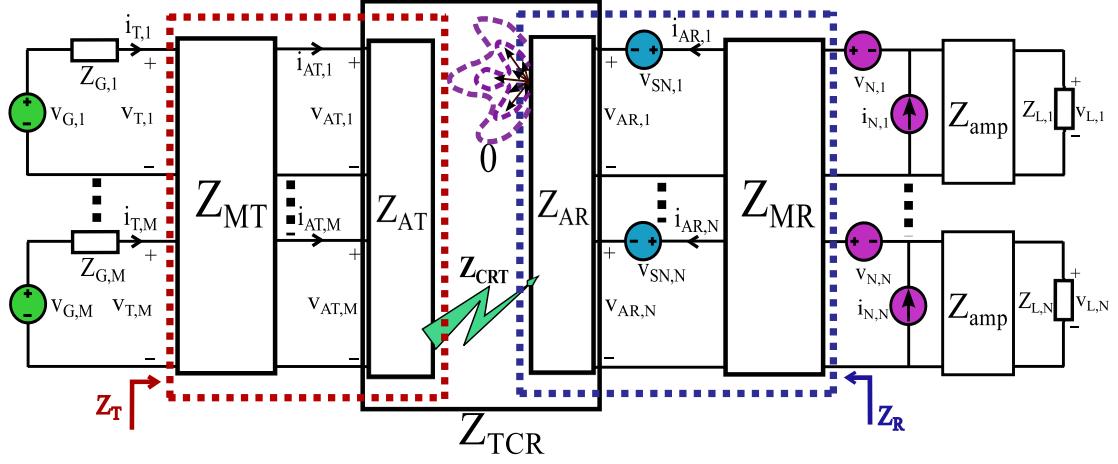 i_T,1
Z_G,1
+
v_G,1
v_T,1
−
i_T,M
Z_G,M
+
v_G,M
v_T,M
−
Z_T
Z_MT
i_AT,1
+
v_AT,1
−
i_AT,M
+
v_AT,M
−
Z_AT
0
Z_CRT
Z_TCR
Z_AR
+
v_SN,1
i_AR,1
v_AR,1
−
i_AR,N
+
v_SN,N
v_AR,N
−
Z_MR
Z_R
v_N,1
i_N,1
Z_amp
Z_L,1
+
v_L,1
−
v_N,N
i_N,N
Z_amp
Z_L,N
+
v_L,N
−